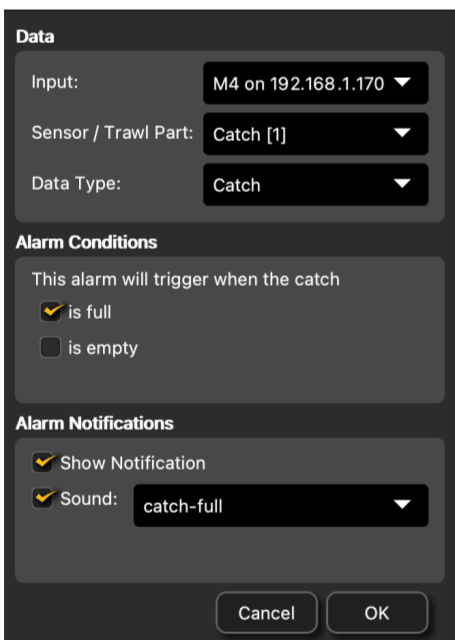 Data
Input: M4 on 192.168.1.170
Sensor / Trawl Part: Catch [1]
Data Type: Catch
Alarm Conditions
This alarm will trigger when the catch
is full
is empty
Alarm Notifications
Show Notification
Sound: catch-full
Cancel OK